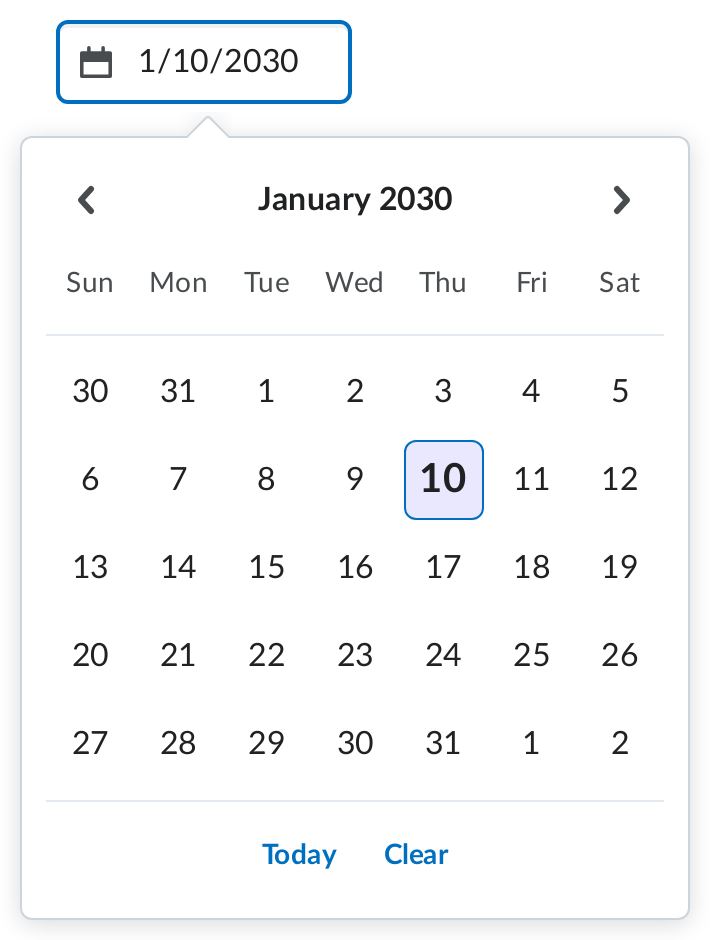 1/10/2030
January 2030
Sun Mon Tue Wed Thu Fri Sat
30 31 1 2 3 4 5
6 7 8 9 10 11 12
13 14 15 16 17 18 19
20 21 22 23 24 25 26
27 28 29 30 31 1 2
Today Clear